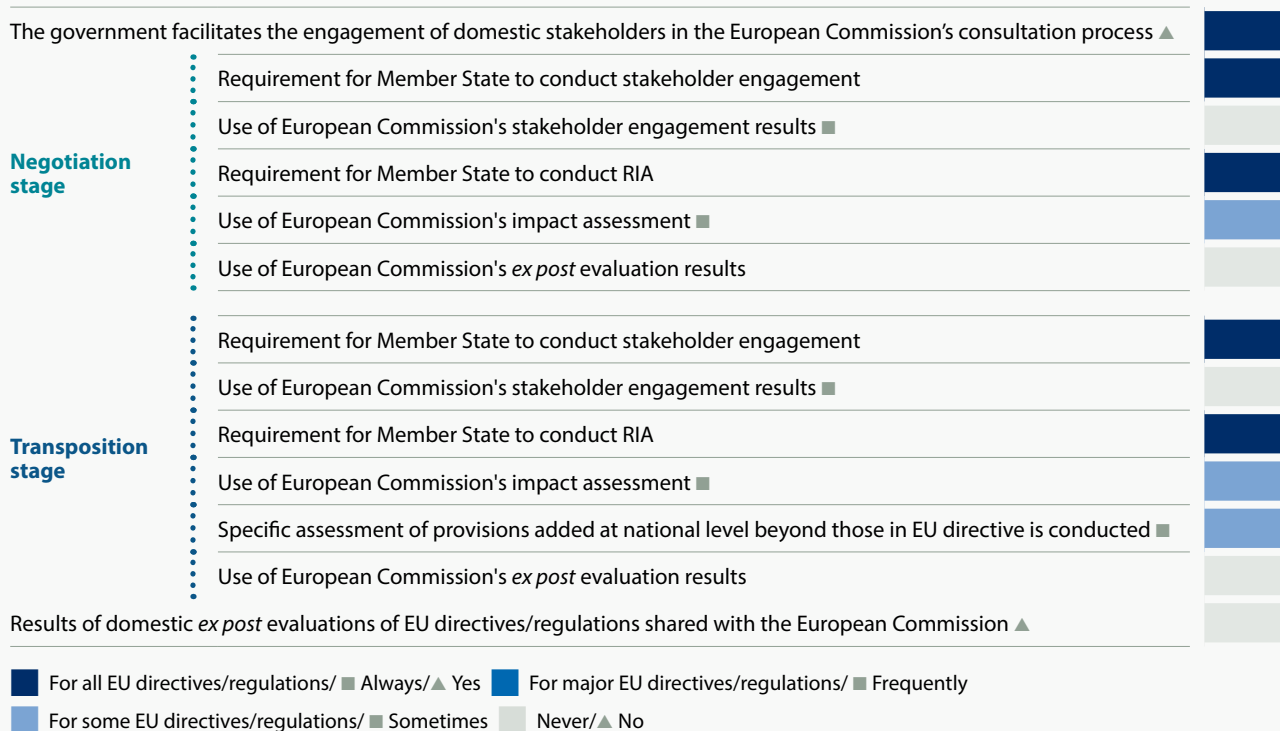 The government facilitates the engagement of domestic stakeholders in the European Commission’s consultation process ▲
Negotiation
stage
Requirement for Member State to conduct stakeholder engagement
Use of European Commission's stakeholder engagement results ■
Requirement for Member State to conduct RIA
Use of European Commission's impact assessment ■
Use of European Commission's ex post evaluation results
Transposition
stage
Requirement for Member State to conduct stakeholder engagement
Use of European Commission's stakeholder engagement results ■
Requirement for Member State to conduct RIA
Use of European Commission's impact assessment ■
Specific assessment of provisions added at national level beyond those in EU directive is conducted ■
Use of European Commission's ex post evaluation results
Results of domestic ex post evaluations of EU directives/regulations shared with the European Commission ▲
For all EU directives/regulations/ ■ Always/▲ Yes For major EU directives/regulations/ ■ Frequently
For some EU directives/regulations/ ■ Sometimes Never/▲ No